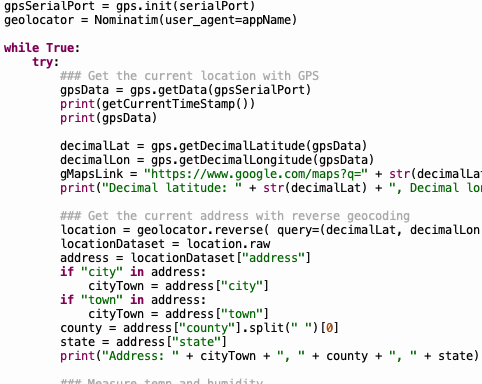 gpsSerialPort = gps.init(serialPort)
geolocator = Nominatim(user_agent=appName)

while True:
    try:
        ### Get the current location with GPS
        gpsData = gps.getData(gpsSerialPort)
        print(getCurrentTimeStamp())
        print(gpsData)

        decimalLat = gps.getDecimalLatitude(gpsData)
        decimalLon = gps.getDecimalLongitude(gpsData)
        gMapsLink = "https://www.google.com/maps?q=" + str(decimalLat
        print("Decimal latitude: " + str(decimalLat) + ", Decimal lon

        ### Get the current address with reverse geocoding
        location = geolocator.reverse( query=(decimalLat, decimalLon
        locationDataset = location.raw
        address = locationDataset["address"]
        if "city" in address:
            cityTown = address["city"]
        if "town" in address:
            cityTown = address["town"]
        county = address["county"].split(" ")[0]
        state = address["state"]
        print("Address: " + cityTown + ", " + county + ", " + state)

        ### Measure temp and humidity